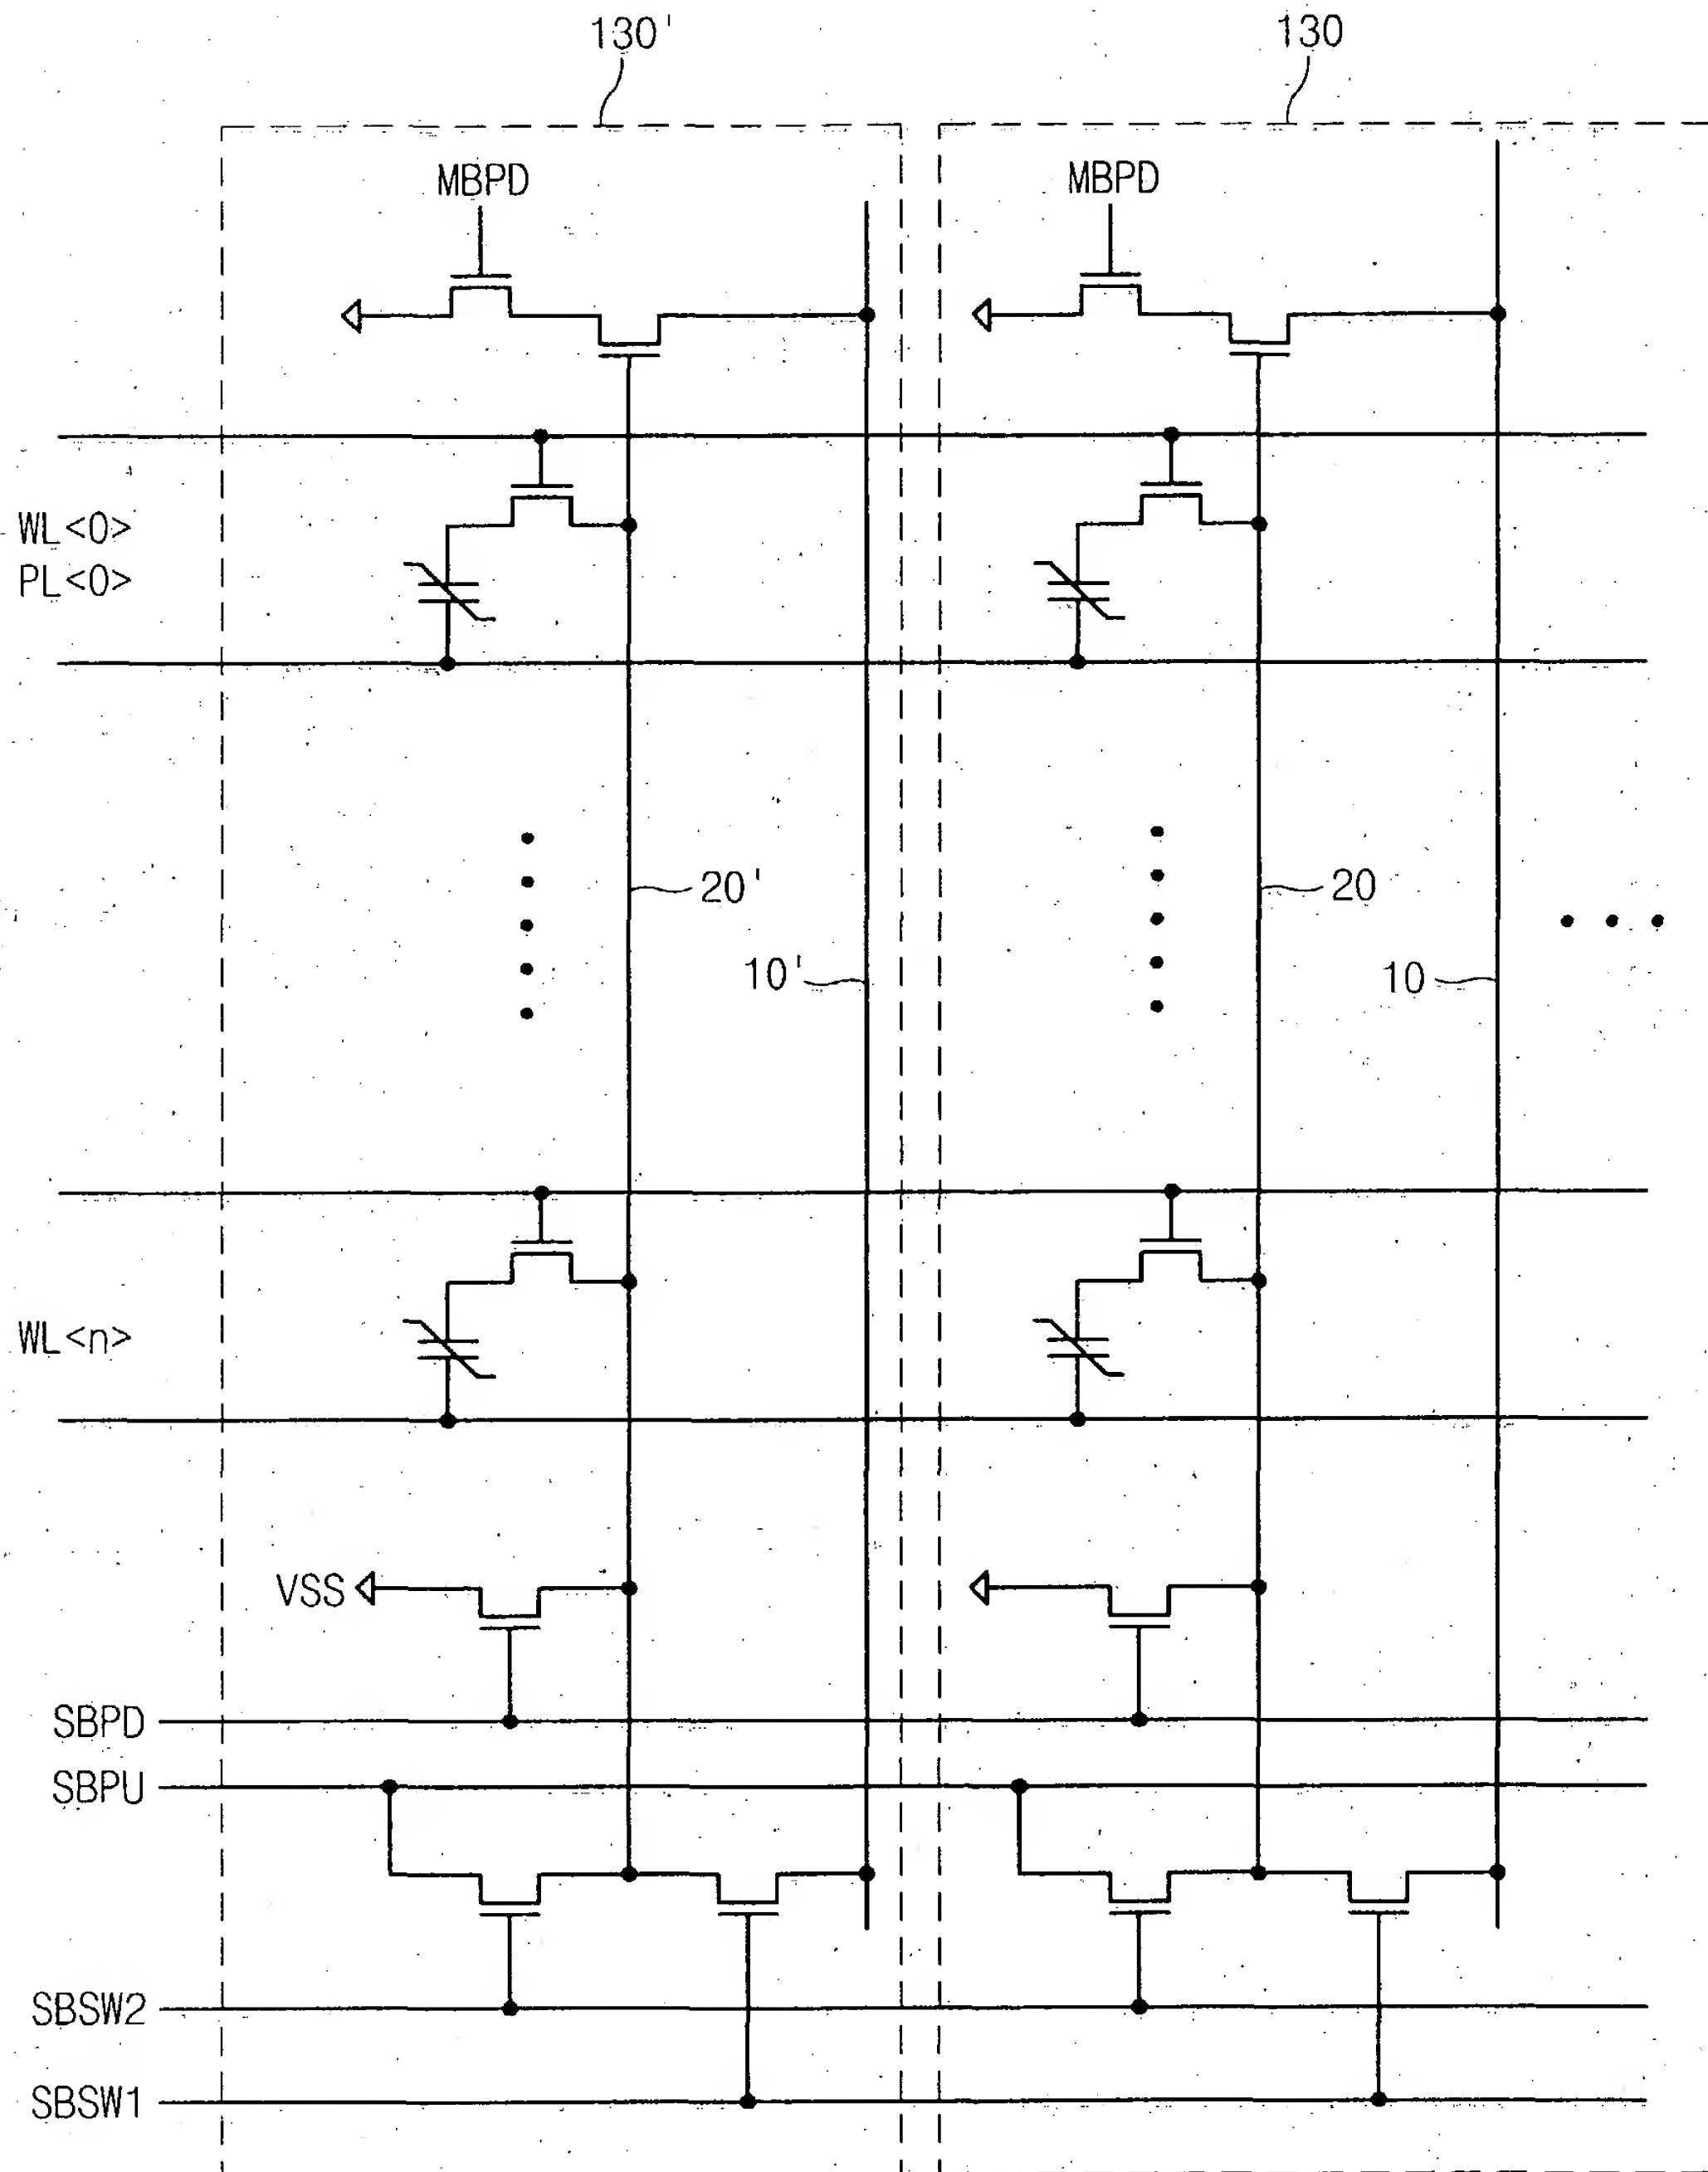 130'
130
MBPD
MBPD
WL<0>
PL<0>
20'
20
10'
10
WL<n>
VSS
SBPD
SBPU
SBSW2
SBSW1